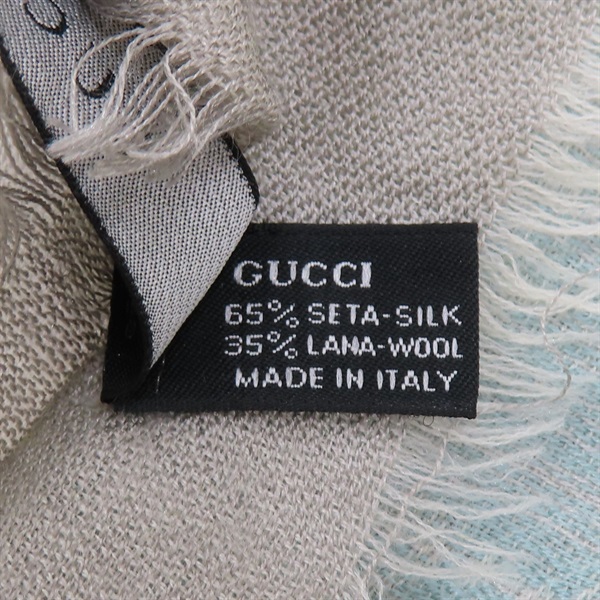 GUCCI
65% SETA-SILK
35% LANA-WOOL
MADE IN ITALY